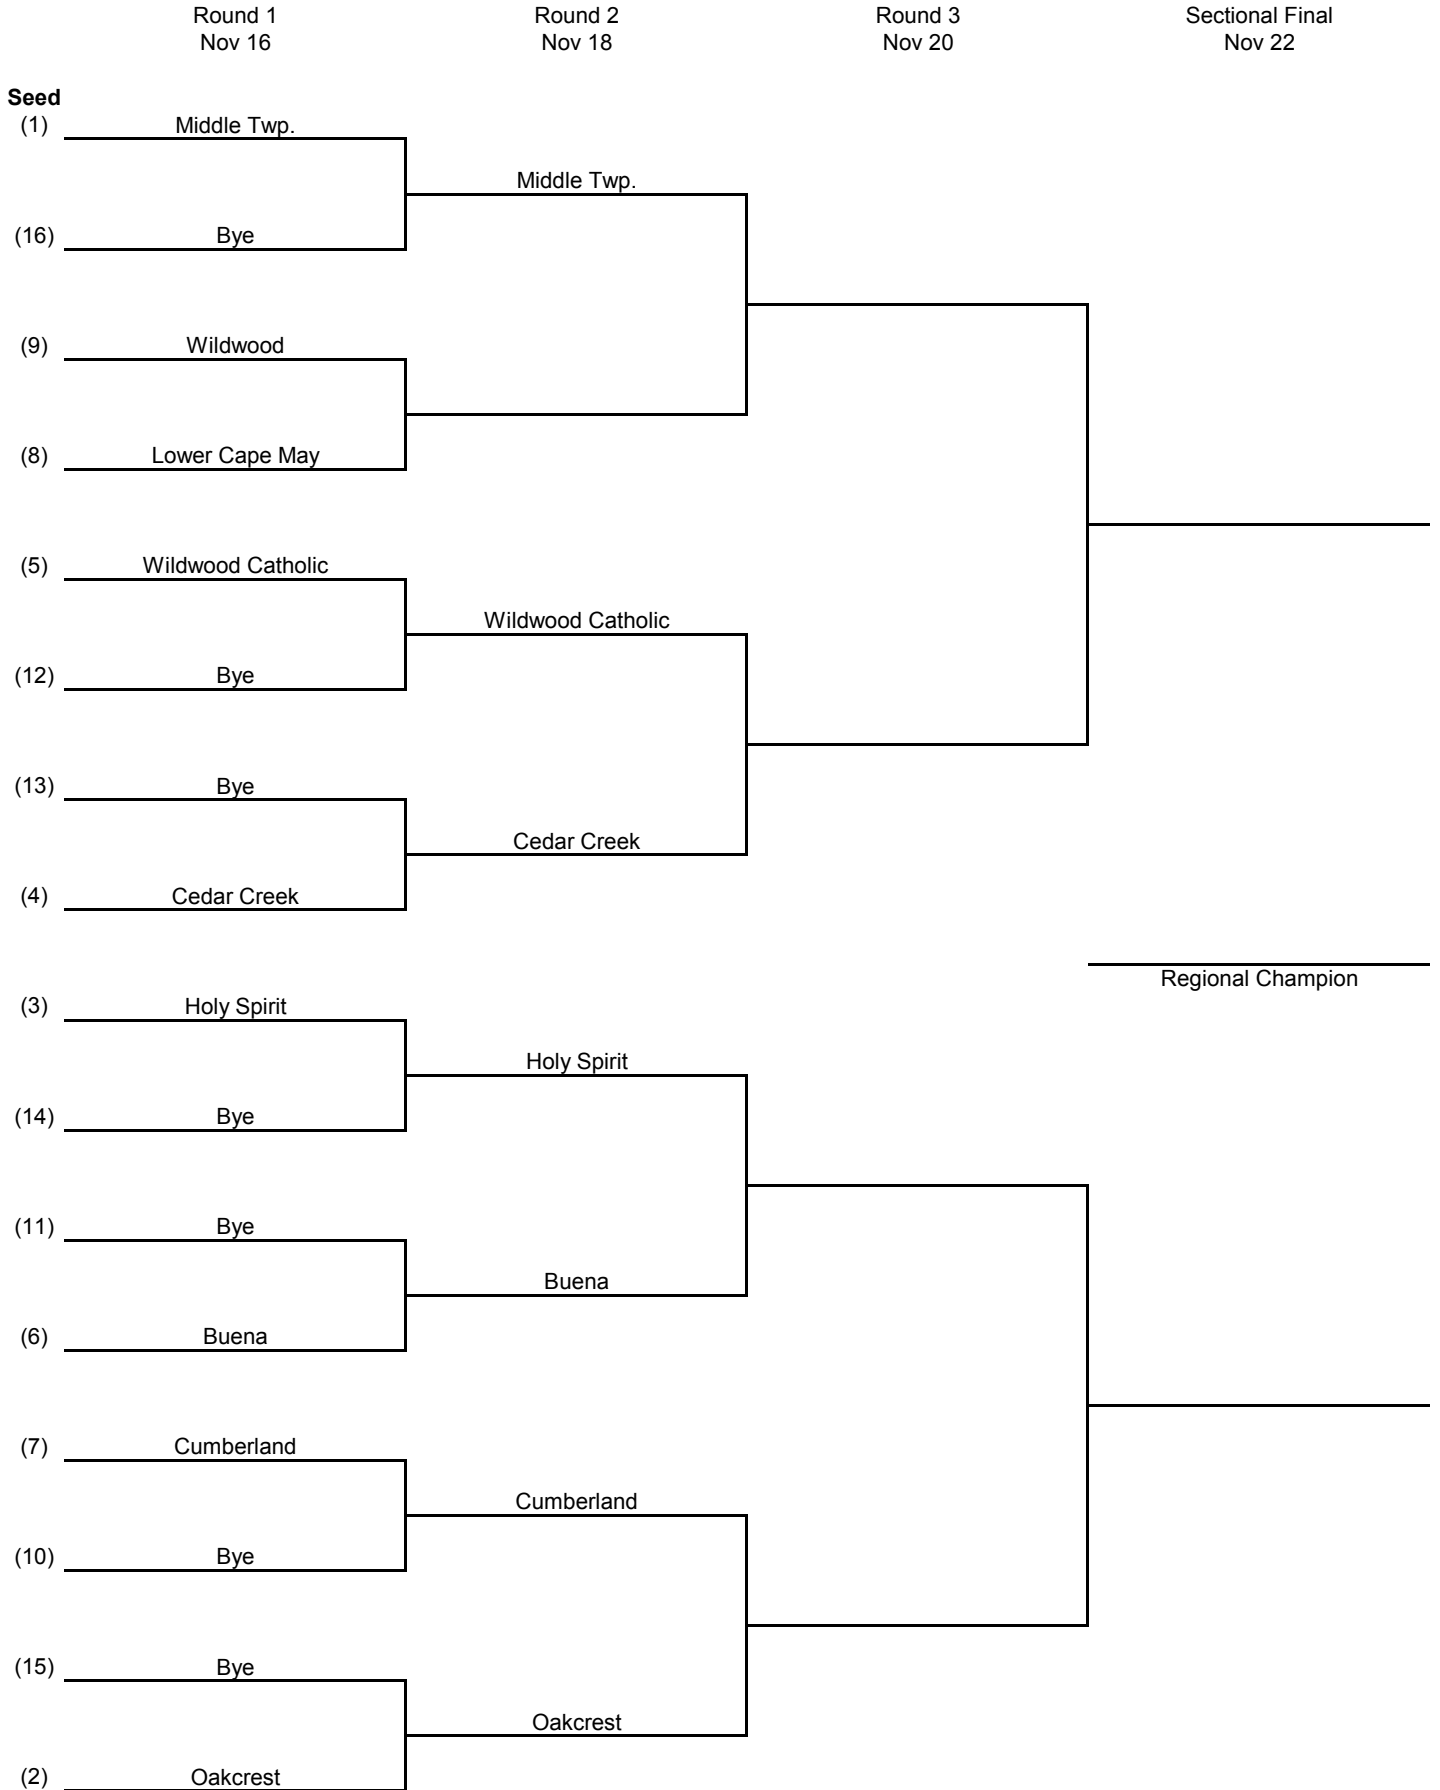 Round 1 Round 2 Round 3 Sectional Final
Nov 16 Nov 18 Nov 20 Nov 22
Seed
(1) Middle Twp.
Middle Twp.
(16) Bye
(9) Wildwood
(8) Lower Cape May
(5) Wildwood Catholic
Wildwood Catholic
(12) Bye
(13) Bye
Cedar Creek
(4) Cedar Creek
Regional Champion
(3) Holy Spirit
Holy Spirit
(14) Bye
(11) Bye
Buena
(6) Buena
(7) Cumberland
Cumberland
(10) Bye
(15) Bye
Oakcrest
(2) Oakcrest